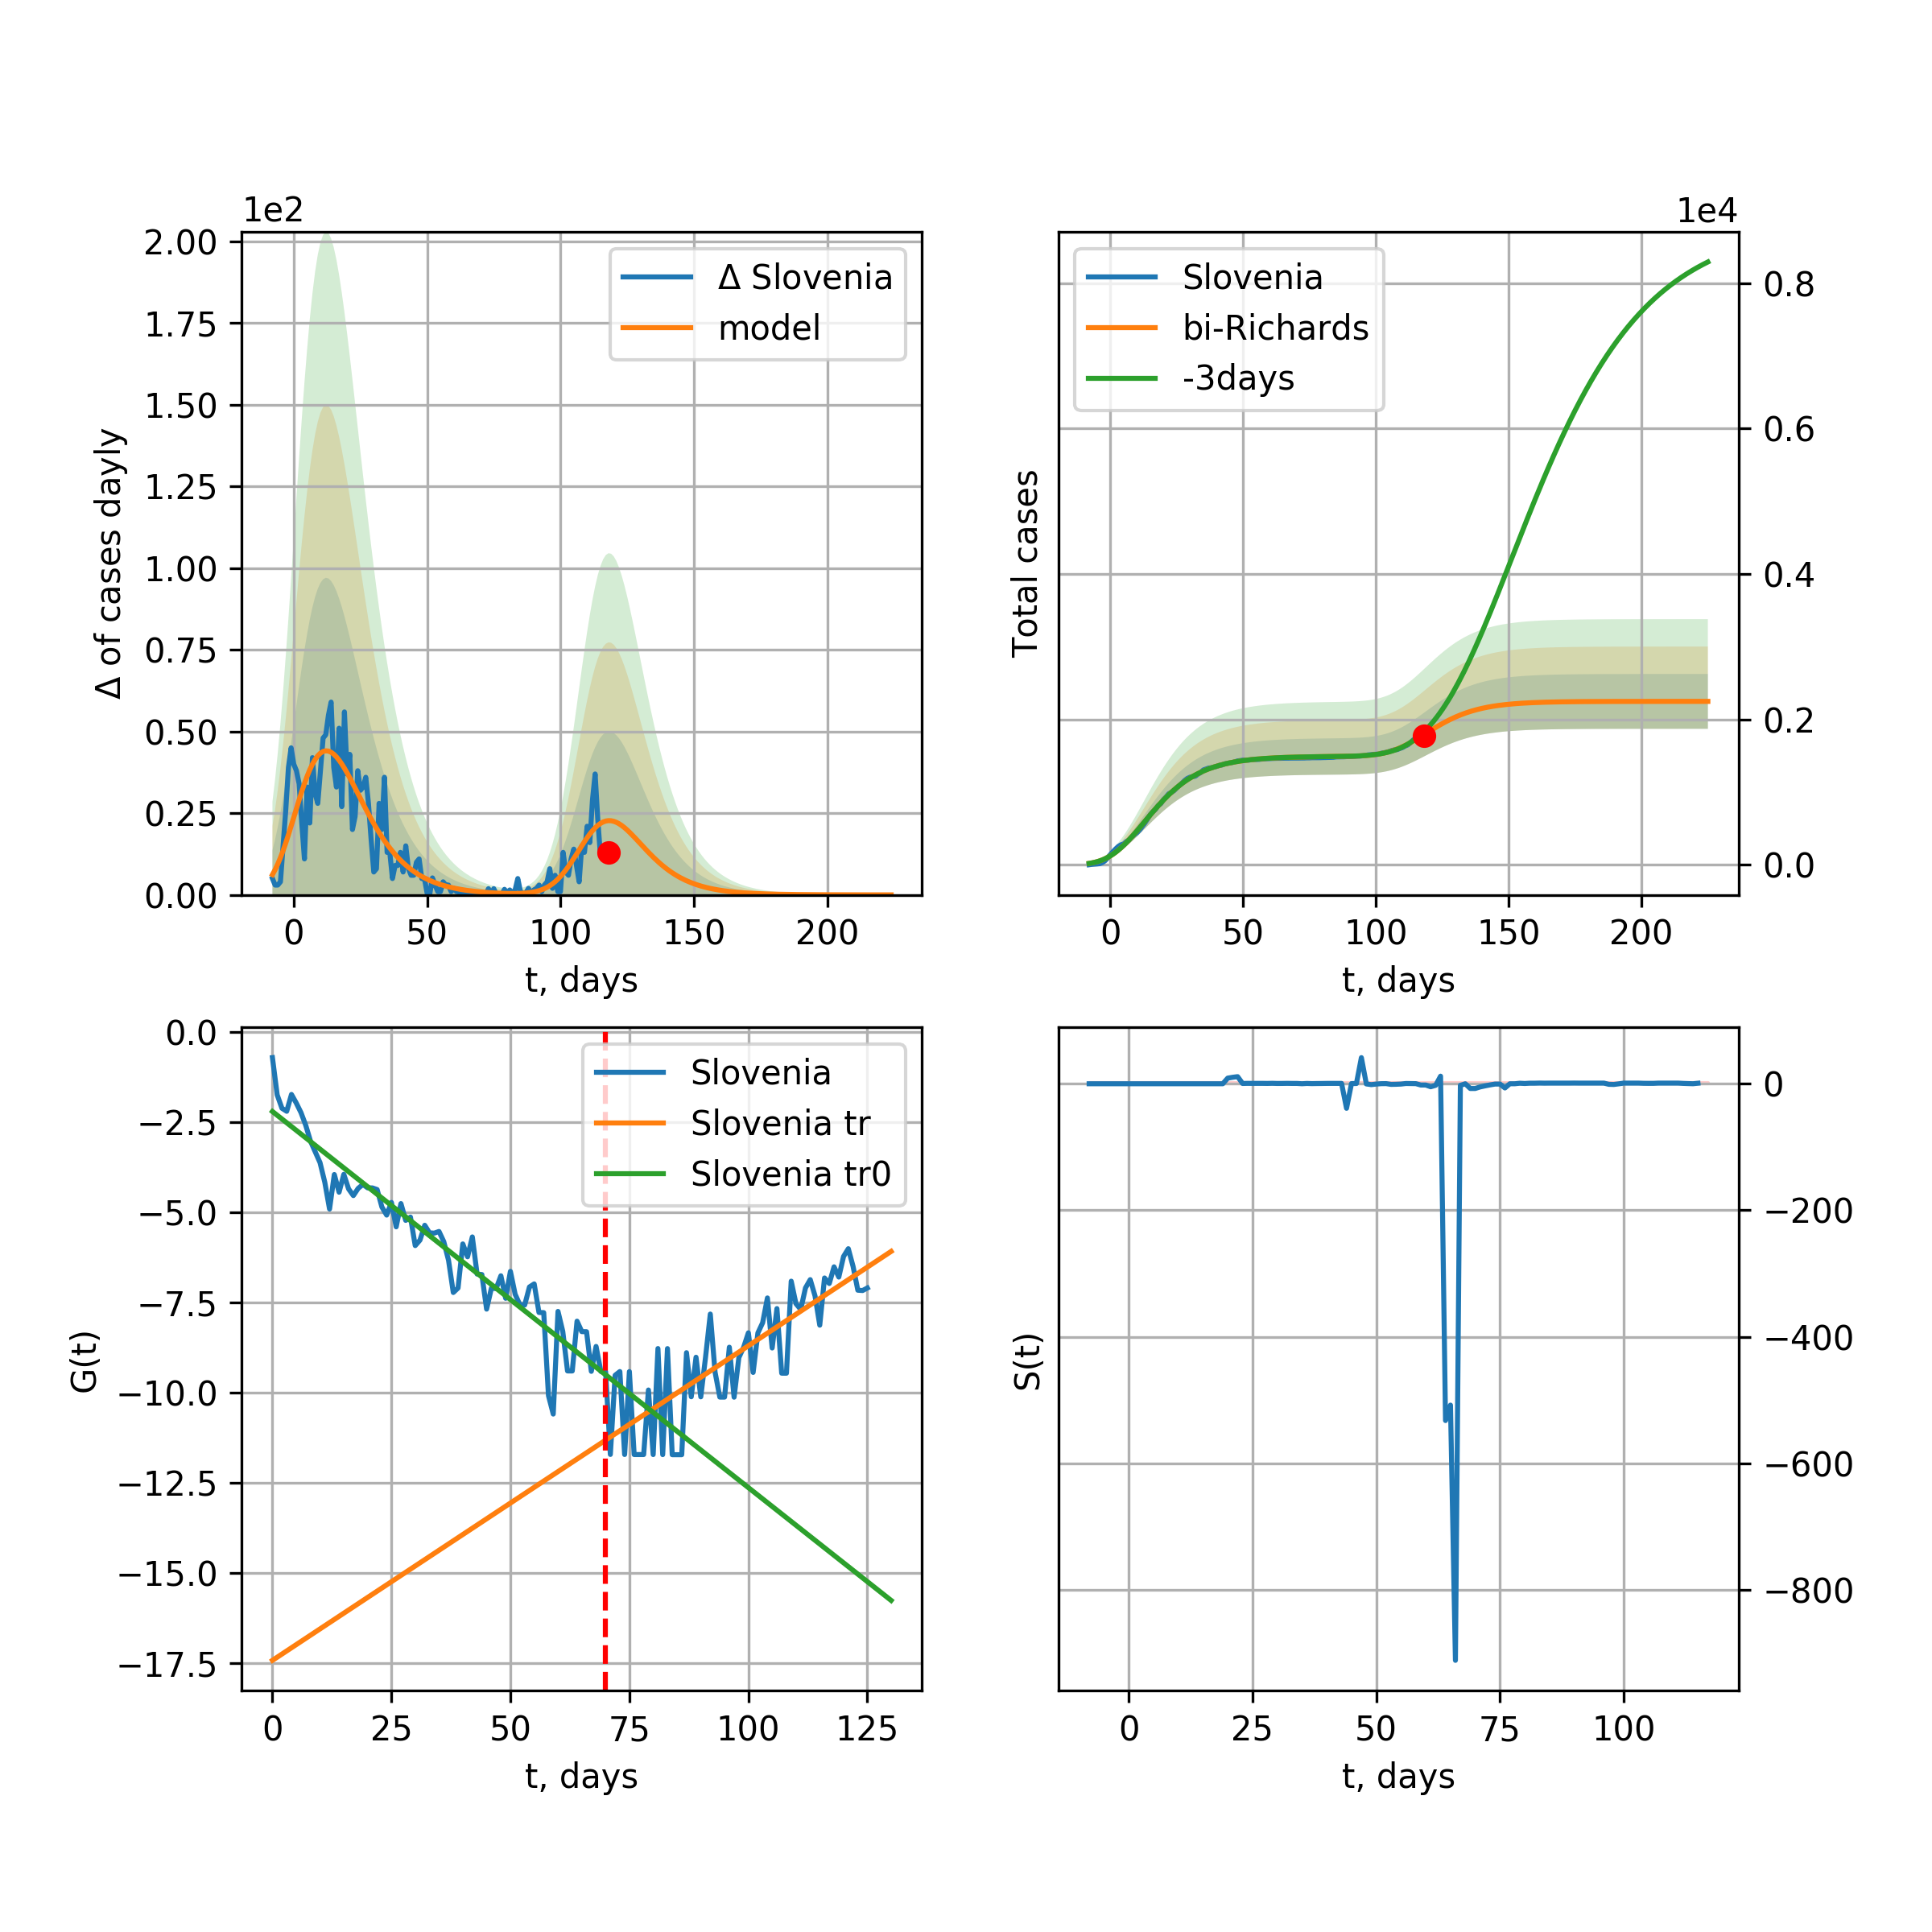 1e2
2.00
1.75
1.50
1.25
1.00
0.75
0.50
0.25
0.00
Δ of cases dayly
Δ Slovenia
model
0 50 100 150 200
t, days
1e4
Slovenia
bi-Richards
-3days
Total cases
0.8
0.6
0.4
0.2
0.0
0 50 100 150 200
t, days
0.0
−2.5
−5.0
−7.5
−10.0
−12.5
−15.0
−17.5
G(t)
Slovenia
Slovenia tr
Slovenia tr0
0 25 50 75 100 125
t, days
S(t)
0
−200
−400
−600
−800
0 25 50 75 100
t, days